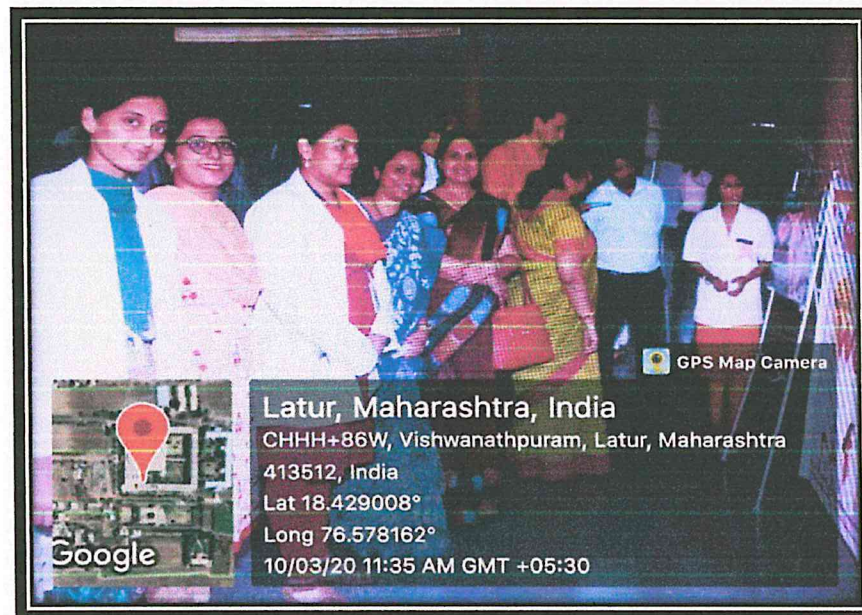 GPS Map Camera
Latur, Maharashtra, India
CHHH+86W, Vishwanathpuram, Latur, Maharashtra
413512, India
Lat 18.429008°
Long 76.578162°
10/03/20 11:35 AM GMT +05:30
Google